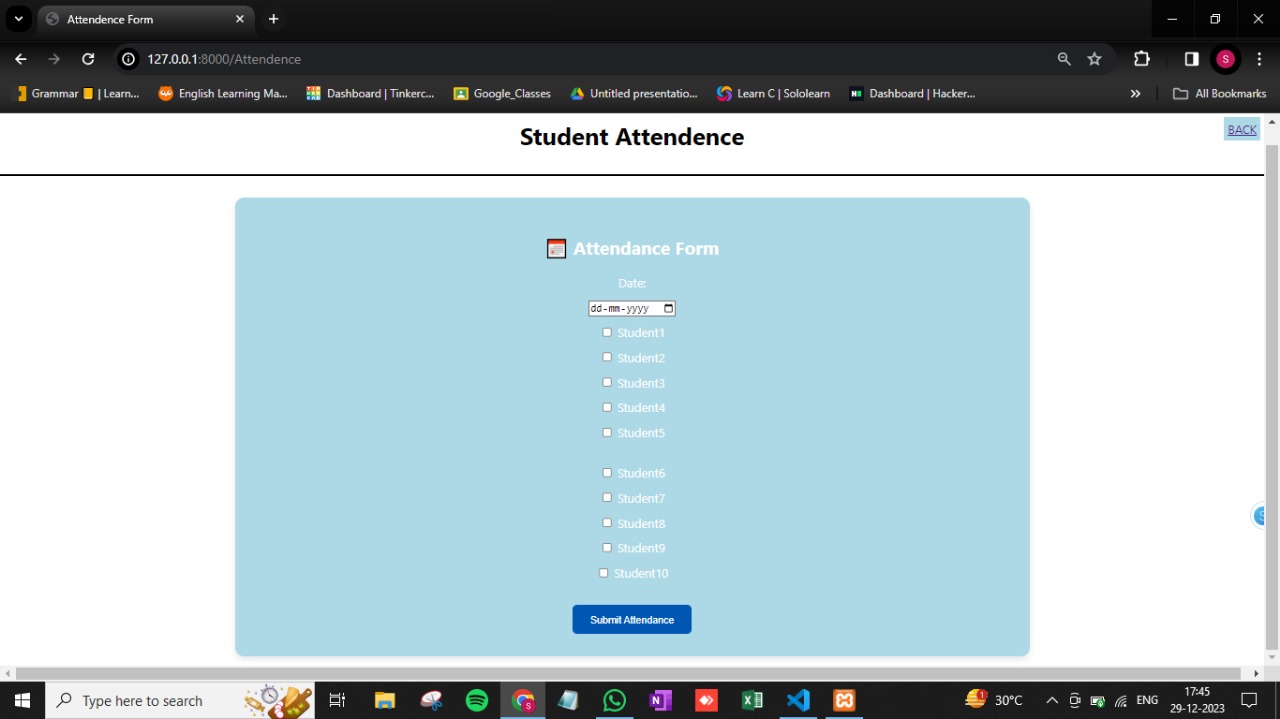 Attendence Form
127.0.0.1:8000/Attendence
Grammar | Learn...
English Learning Ma...
Dashboard | Tinkerc...
Google_Classes
Untitled presentatio...
Learn C | Sololearn
Dashboard | Hacker...
All Bookmarks
S
Student Attendence
BACK
Attendance Form
Date:
dd-mm-yyyy
Student1
Student2
Student3
Student4
Student5
Student6
Student7
Student8
Student9
Student10
Submit Attendance
Type here to search
30°C
ENG
17:45
29-12-2023